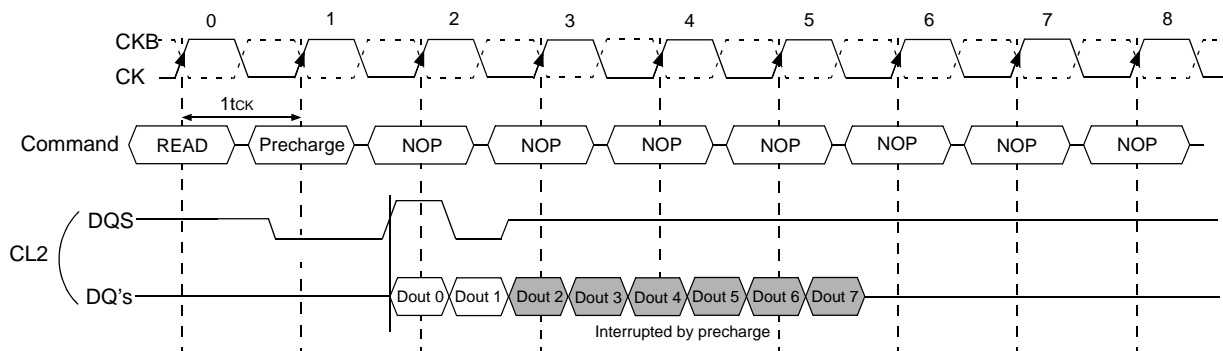 0 1 2 3 4 5 6 7 8
CKB
CK
1tCK
Command READ Precharge NOP NOP NOP NOP NOP NOP NOP
DQS
CL2
DQ's Dout 0 Dout 1 Dout 2 Dout 3 Dout 4 Dout 5 Dout 6 Dout 7
Interrupted by precharge